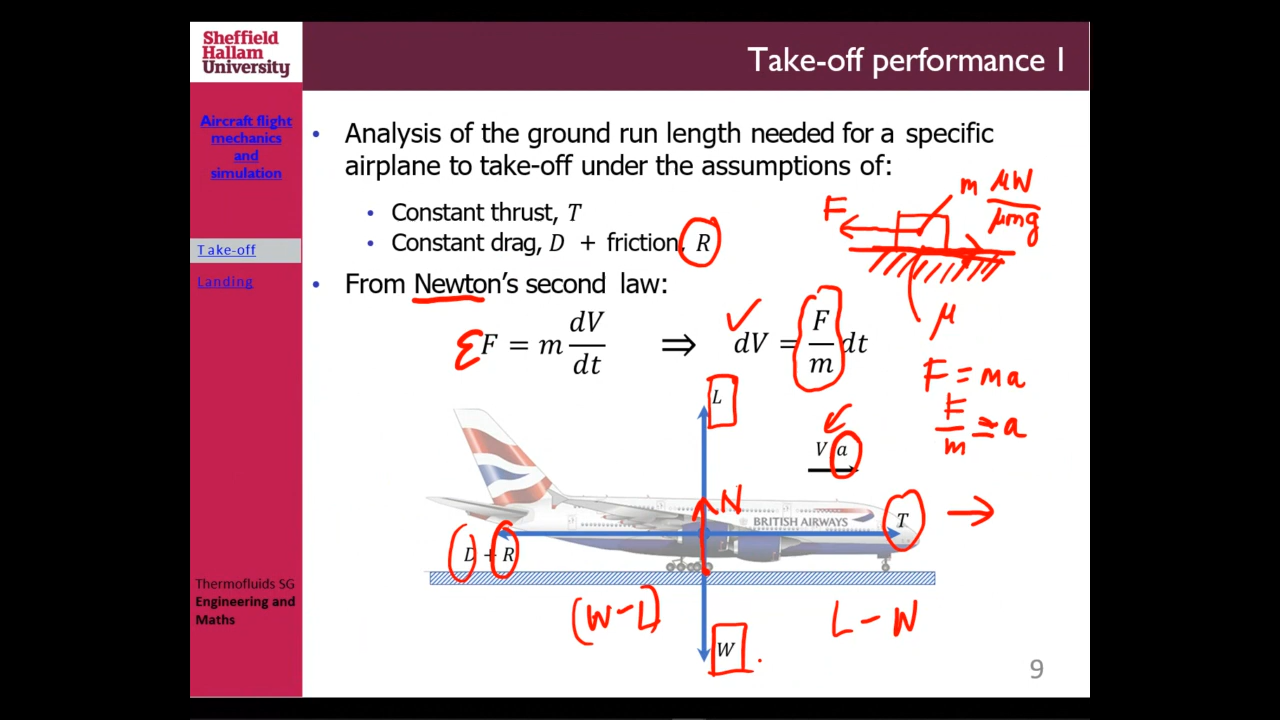 Sheffield
Hallam
University
Take-off performance I
Aircraft flight
mechanics
and
simulation
Take-off
Landing
• Analysis of the ground run length needed for a specific
airplane to take-off under the assumptions of:
• Constant thrust, T
• Constant drag, D + friction, R
• From Newton's second law:
ΣF = m dV/dt ⇒ dV = F/m dt
F
m
μW
μmg
μ
F = ma
F/m = a
L
V a
N
BRITISH AIRWAYS
T
D + R
(W-L)
L - W
W
Thermofluids SG
Engineering and
Maths
9